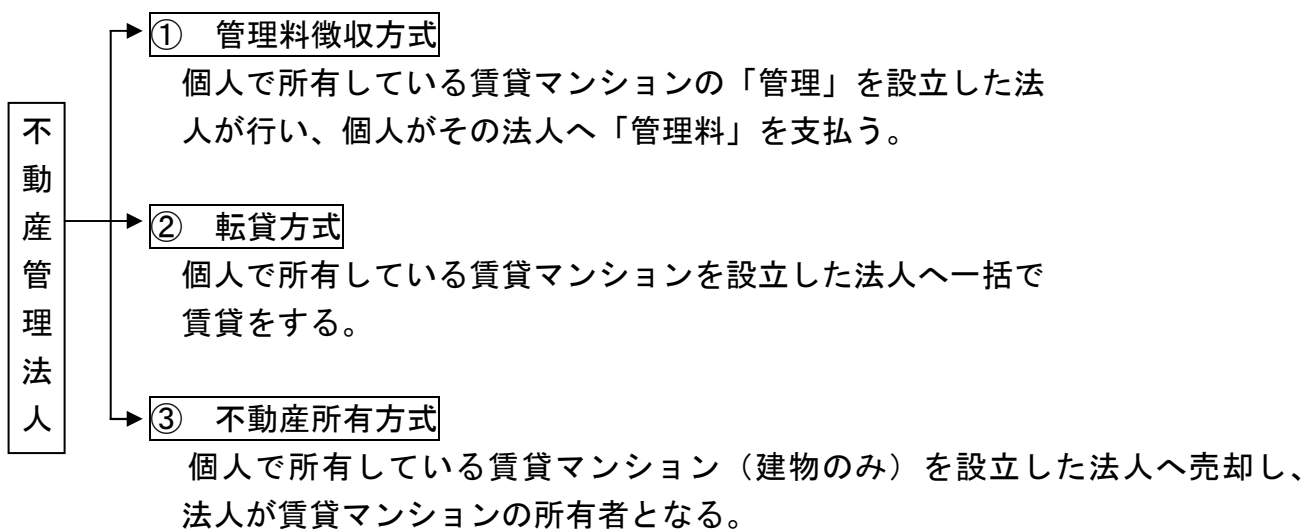 不動産管理法人
① 管理料徴収方式
個人で所有している賃貸マンションの「管理」を設立した法
人が行い、個人がその法人へ「管理料」を支払う。
② 転貸方式
個人で所有している賃貸マンションを設立した法人へ一括で
賃貸をする。
③ 不動産所有方式
個人で所有している賃貸マンション（建物のみ）を設立した法人へ売却し、
法人が賃貸マンションの所有者となる。